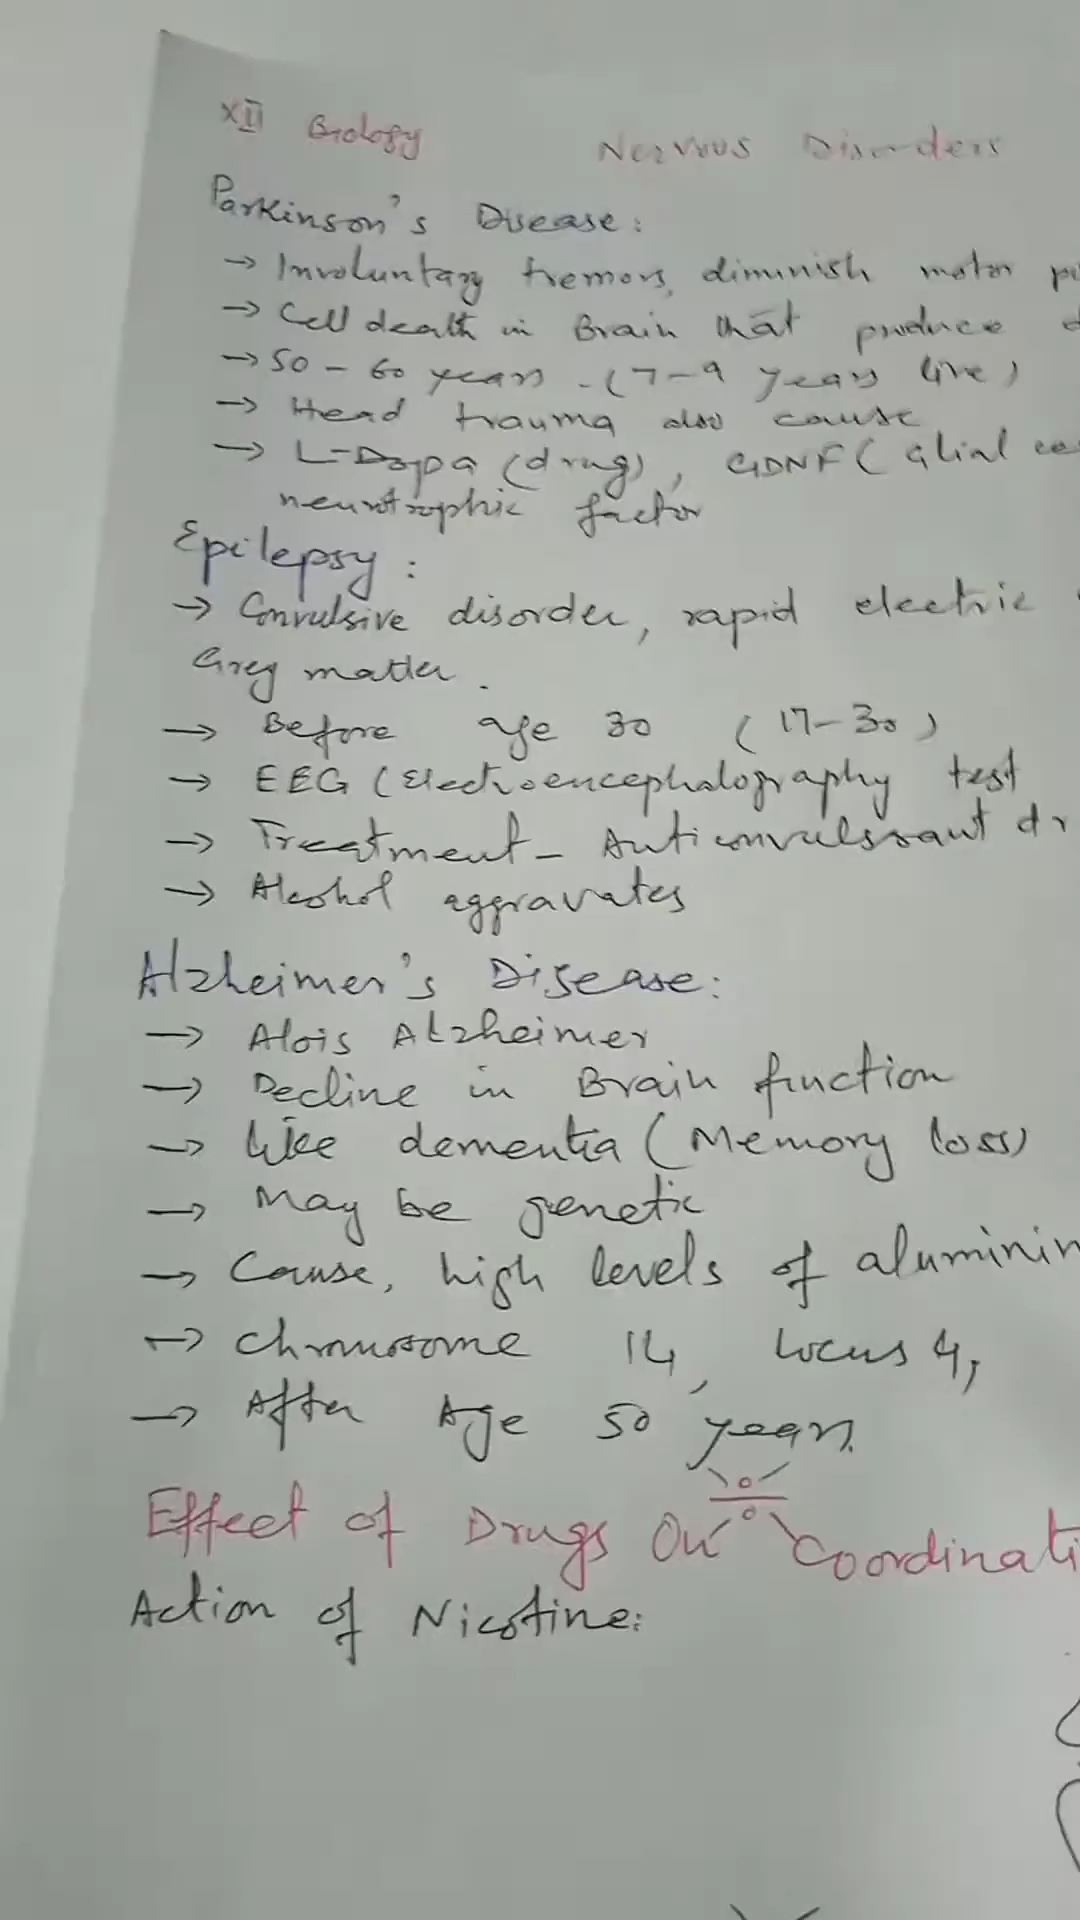 XII Biology Nervous Disorders
Parkinson's Disease:
→ Involuntary tremors, diminish motor
→ Cell death in Brain that produce
→ 50 - 60 years - (7-9 years live)
→ Head trauma also cause
→ L-Dopa (drug), GDNF (Glial
neurotrophic factor
Epilepsy:
→ Convulsive disorder, rapid electric
Grey matter.
→ Before age 30 (17-30)
→ EEG (Electroencephalography test
→ Treatment - Anticonvulssant
→ Alcohol aggravates
Alzheimer's Disease:
→ Alois Alzheimer
→ Decline in Brain function
→ like dementia (Memory loss)
→ May be genetic
→ Cause, high levels of
→ chromosome 14, locus 4,
→ After Age 50 years.
Effect of Drugs On
Action of Nicotine: